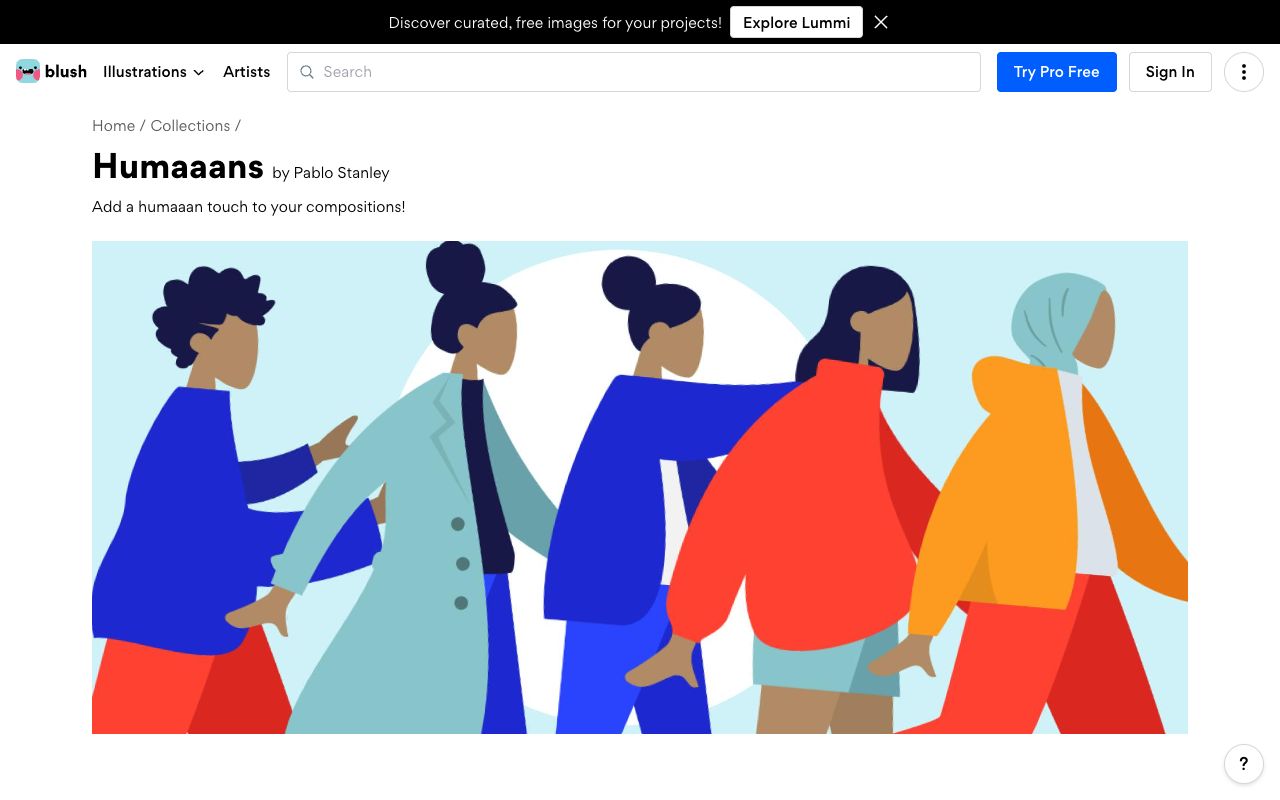 Discover curated, free images for your projects! Explore Lummi
blush Illustrations Artists Search Try Pro Free Sign In
Home / Collections /
Humaaans by Pablo Stanley
Add a humaaan touch to your compositions!
?